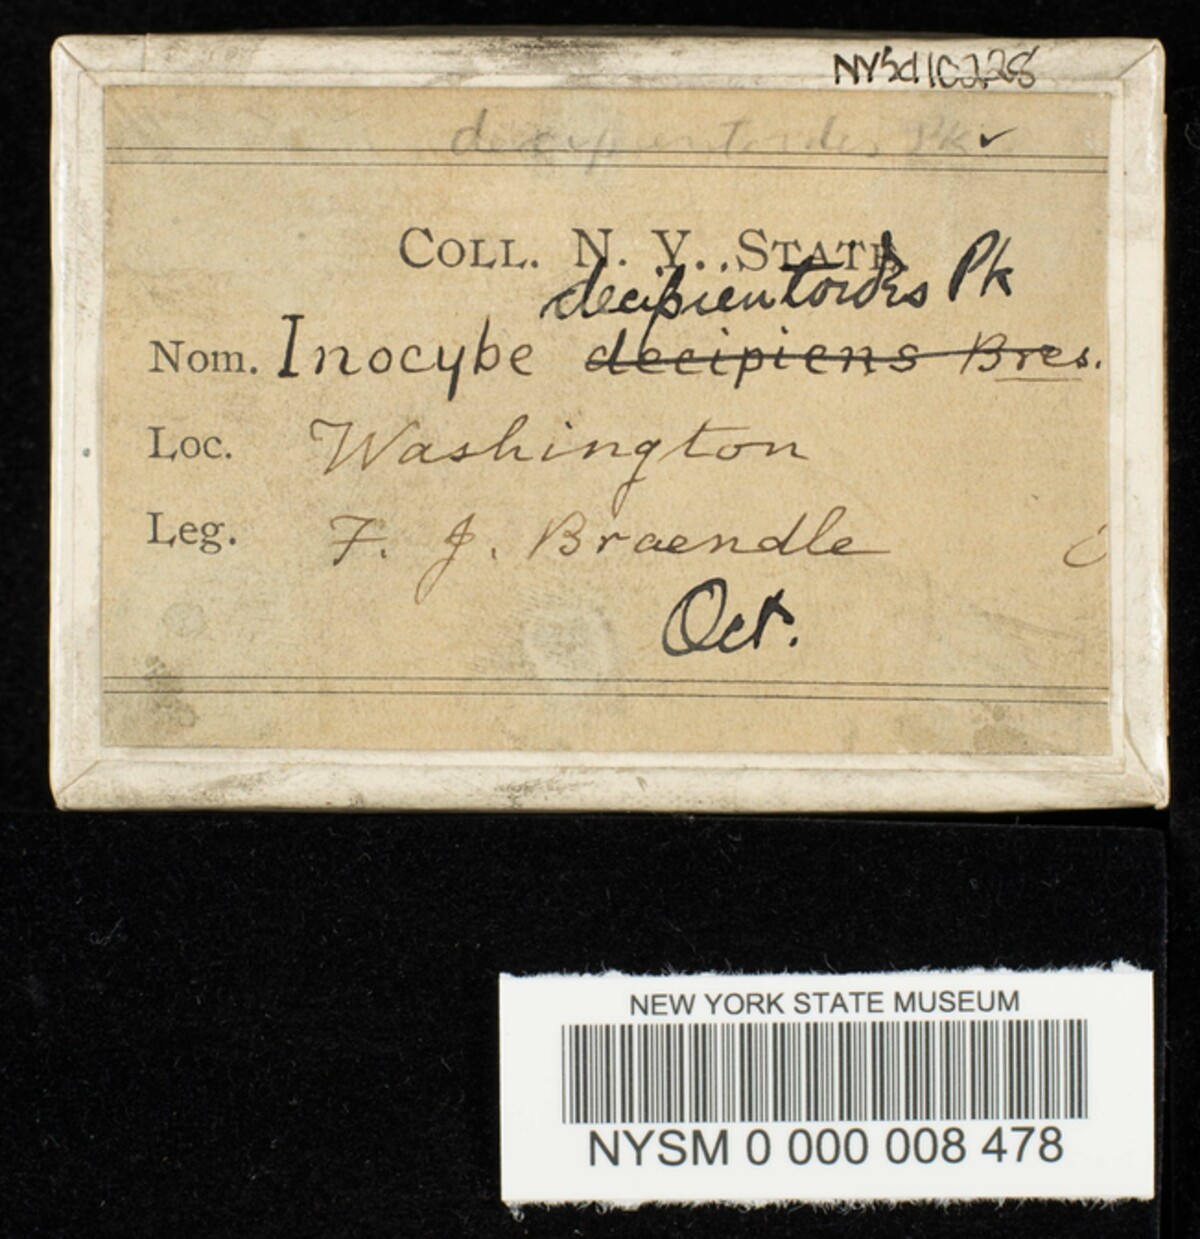 NYSd10228
decipientoides Pk ✓
COLL. N. Y. STATE
decipientoides Pk
Nom. Inocybe decipiens Bres.
Loc. Washington
Leg. F. J. Braendle
Oct.
NEW YORK STATE MUSEUM
NYSM 0 000 008 478